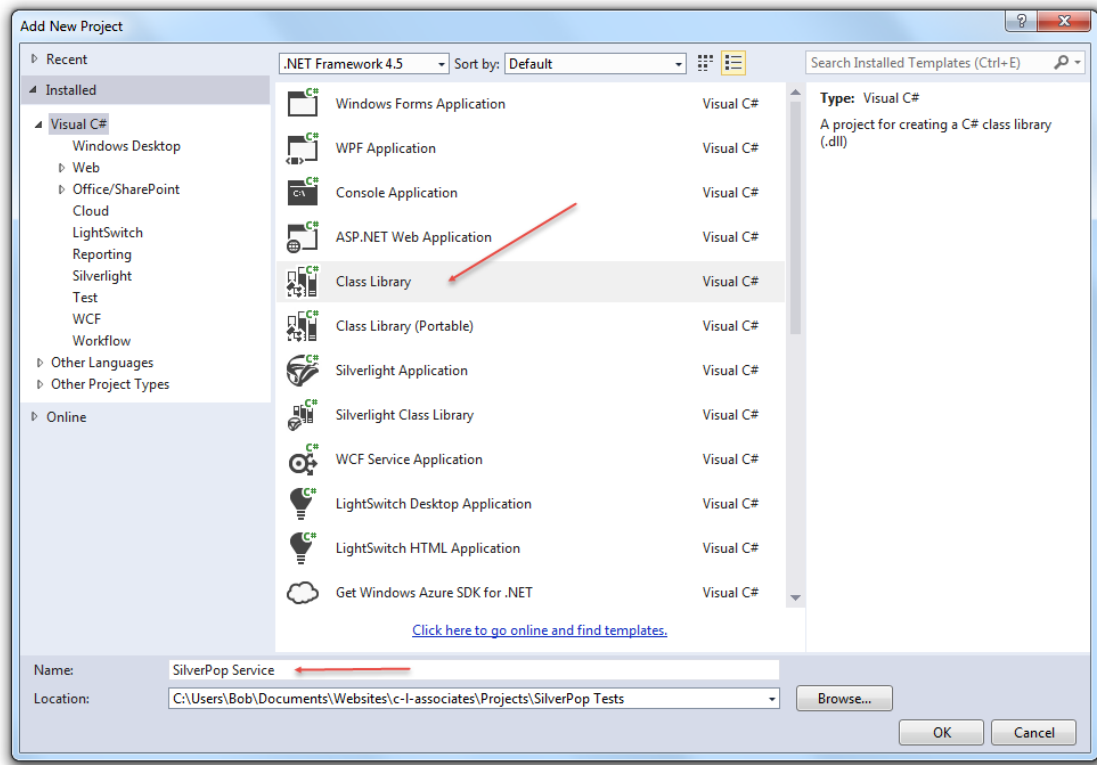 Add New Project
Recent
Installed
Visual C#
Windows Desktop
Web
Office/SharePoint
Cloud
LightSwitch
Reporting
Silverlight
Test
WCF
Workflow
Other Languages
Other Project Types
Online
.NET Framework 4.5 Sort by: Default
Windows Forms Application Visual C#
WPF Application Visual C#
Console Application Visual C#
ASP.NET Web Application Visual C#
Class Library Visual C#
Class Library (Portable) Visual C#
Silverlight Application Visual C#
Silverlight Class Library Visual C#
WCF Service Application Visual C#
LightSwitch Desktop Application Visual C#
LightSwitch HTML Application Visual C#
Get Windows Azure SDK for .NET Visual C#
Click here to go online and find templates.
Search Installed Templates (Ctrl+E)
Type: Visual C#
A project for creating a C# class library
(.dll)
Name: SilverPop Service
Location: C:\Users\Bob\Documents\Websites\c-l-associates\Projects\SilverPop Tests Browse...
OK Cancel